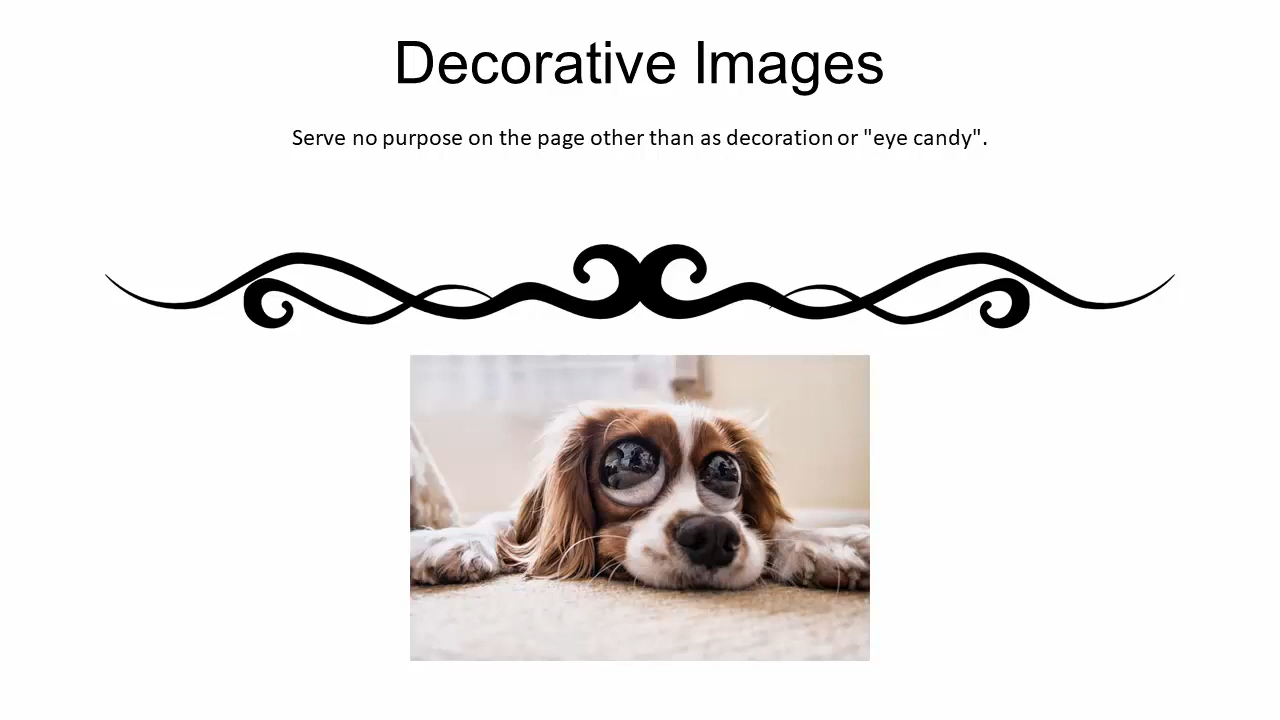 Decorative Images
Serve no purpose on the page other than as decoration or "eye candy".